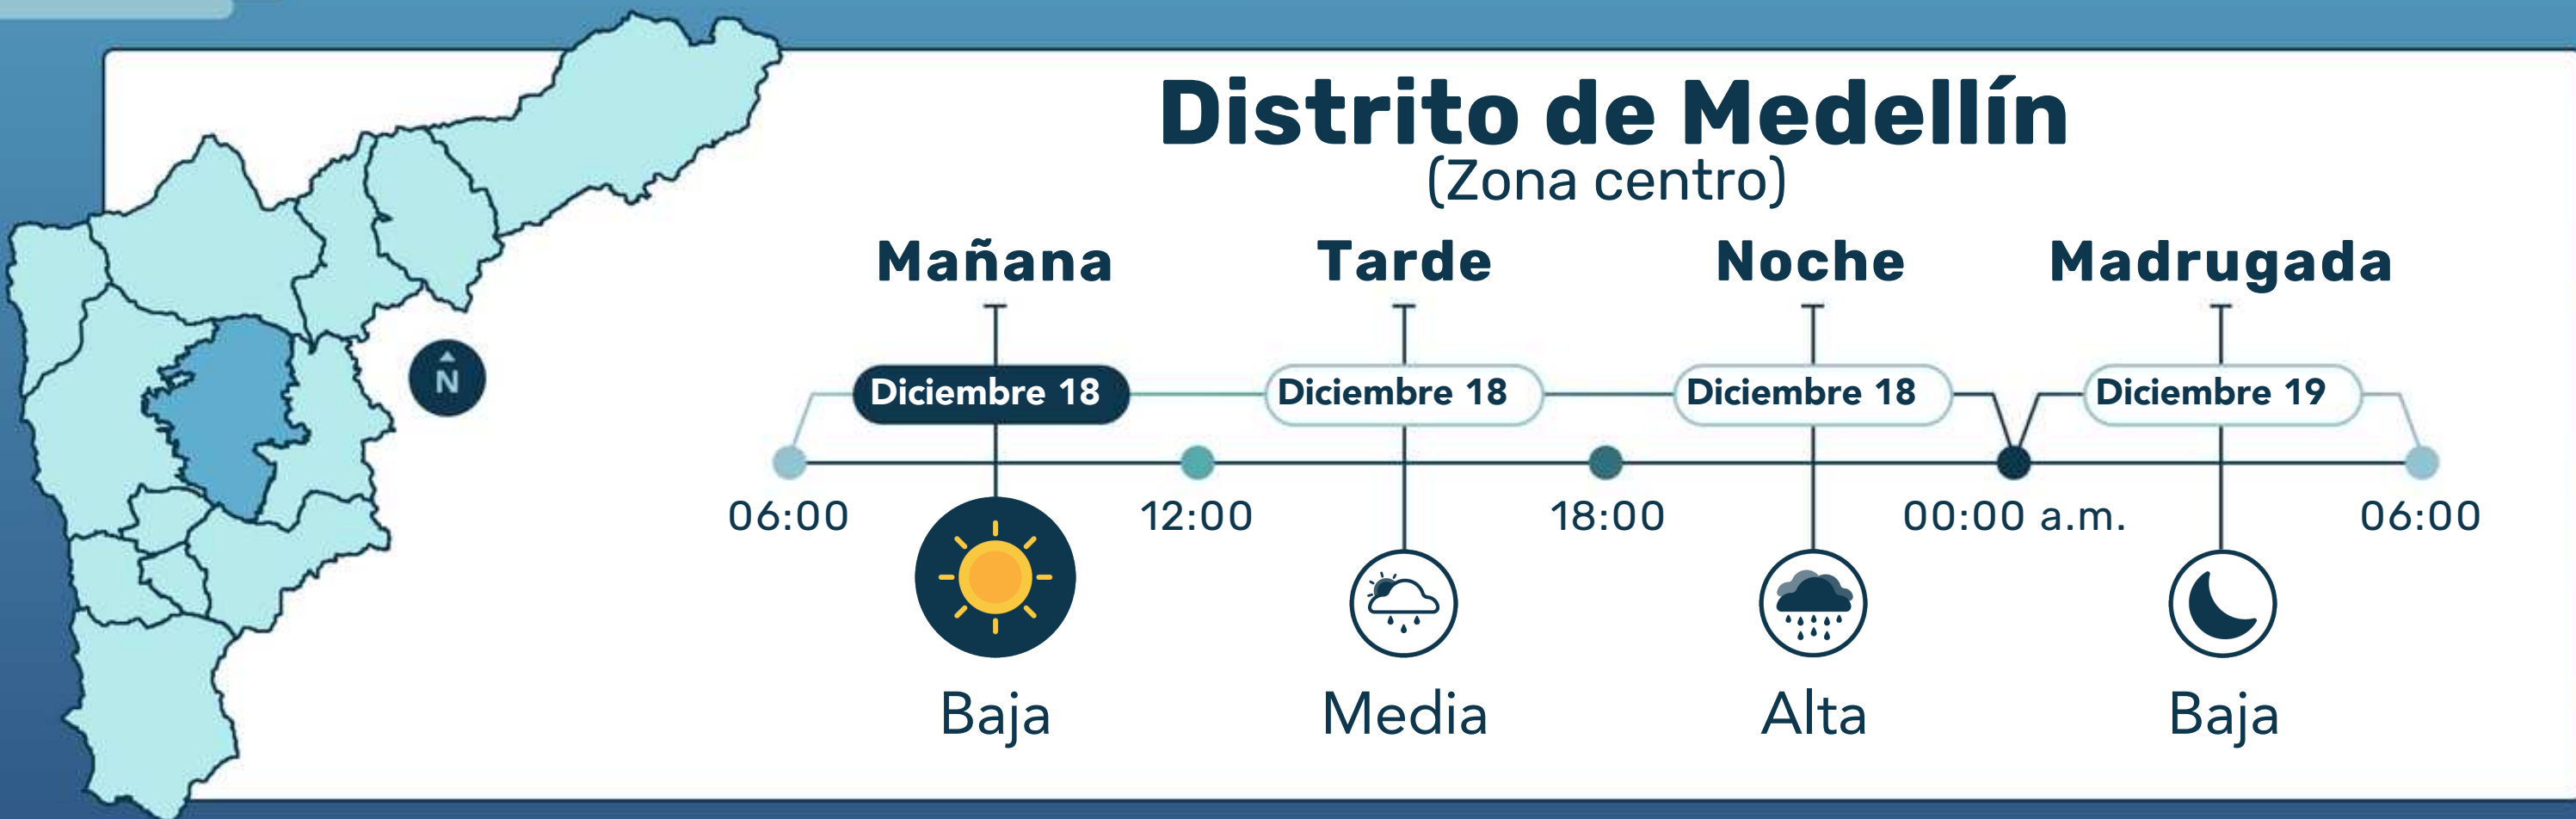 Distrito de Medellín
(Zona centro)
Mañana Tarde Noche Madrugada
Diciembre 18 Diciembre 18 Diciembre 18 Diciembre 19
N
06:00 12:00 18:00 00:00 a.m. 06:00
Baja Media Alta Baja